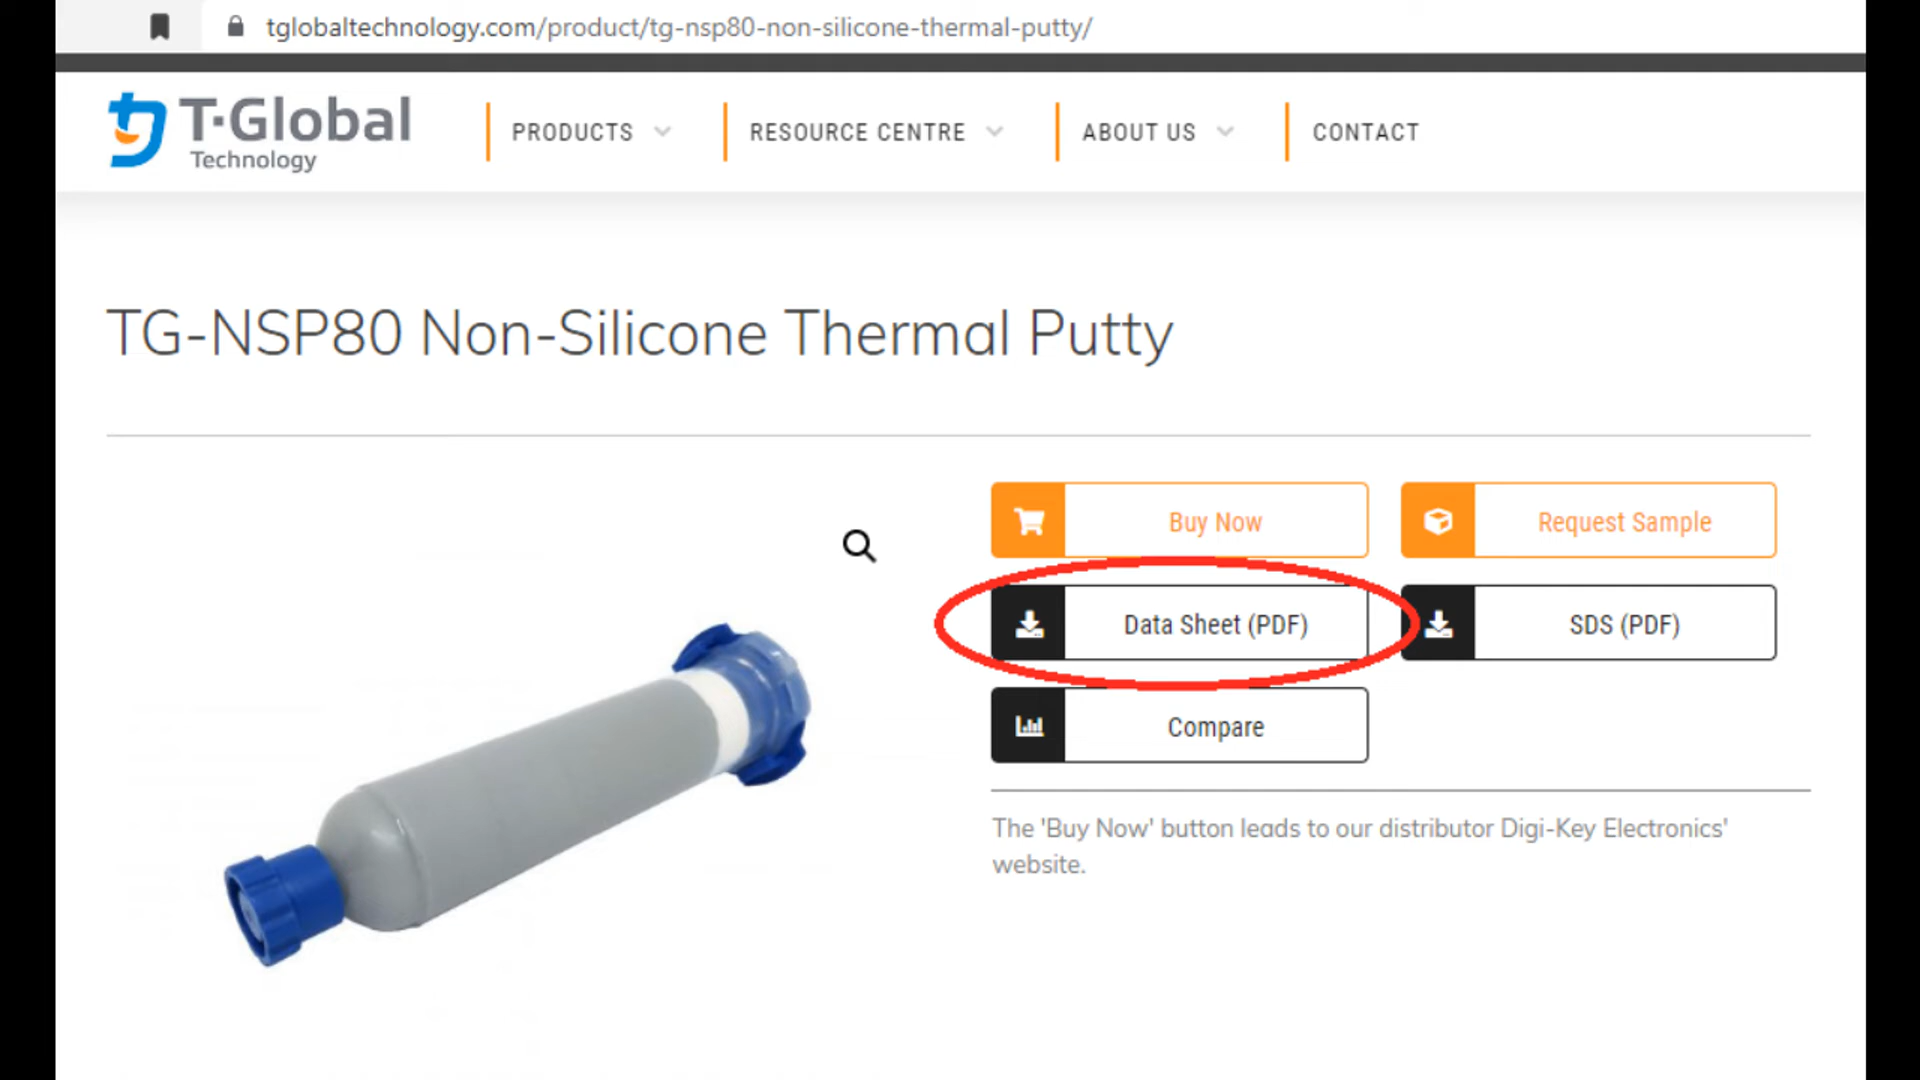 tglobaltechnology.com/product/tg-nsp80-non-silicone-thermal-putty/
T·Global
Technology
PRODUCTS
RESOURCE CENTRE
ABOUT US
CONTACT
TG-NSP80 Non-Silicone Thermal Putty
Buy Now
Request Sample
Data Sheet (PDF)
SDS (PDF)
Compare
The 'Buy Now' button leads to our distributor Digi-Key Electronics'
website.